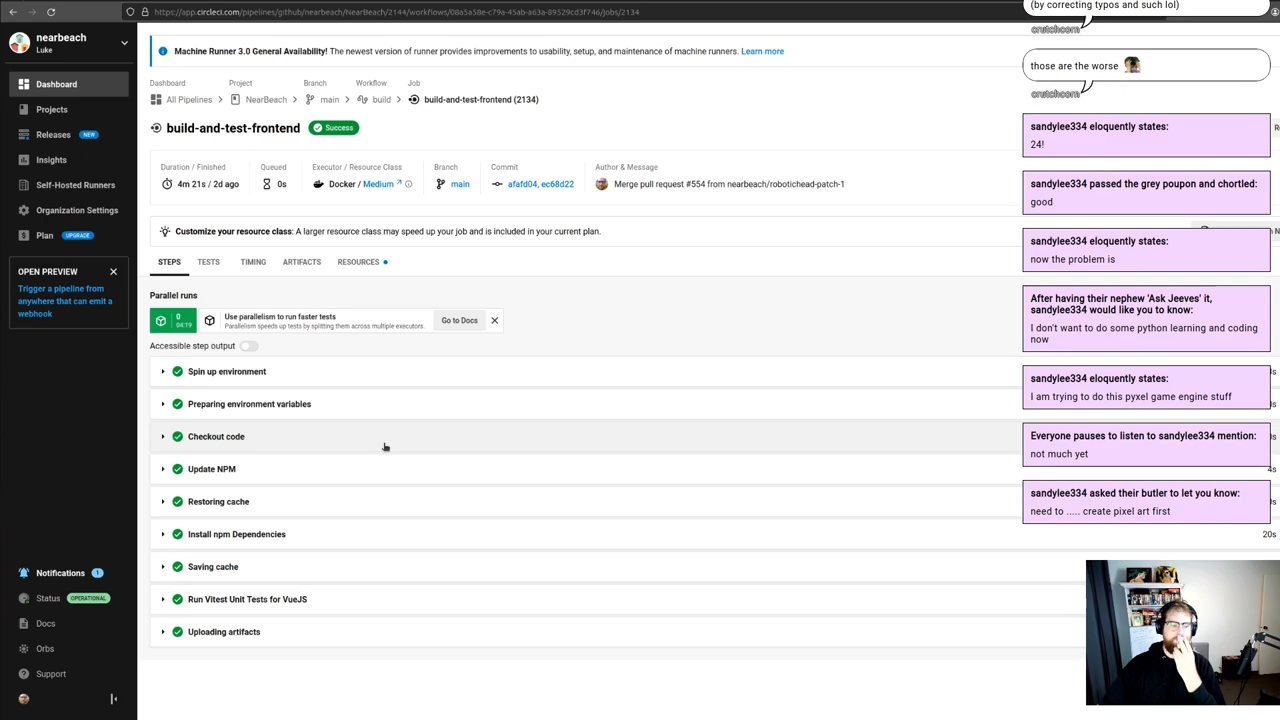 https://app.circleci.com/pipelines/github/nearbeach/NearBeach/2144/workflows/08a5a58e-c79a-45ab-a63a-89529cd3f746/jobs/2134
nearbeach
Luke
Dashboard
Projects
Releases NEW
Insights
Self-Hosted Runners
Organization Settings
Plan UPGRADE
OPEN PREVIEW
Trigger a pipeline from
anywhere that can emit a
webhook
Notifications 1
Status OPERATIONAL
Docs
Orbs
Support
Machine Runner 3.0 General Availability! The newest version of runner provides improvements to usability, setup, and maintenance of machine runners. Learn more
Dashboard Project Branch Workflow Job
All Pipelines NearBeach main build build-and-test-frontend (2134)
build-and-test-frontend Success
Duration / Finished Queued Executor / Resource Class Branch Commit Author & Message
4m 21s / 2d ago 0s Docker / Medium main afafd04, ec68d22 Merge pull request #554 from nearbeach/robotichead-patch-1
Customize your resource class: A larger resource class may speed up your job and is included in your current plan.
STEPS TESTS TIMING ARTIFACTS RESOURCES
Parallel runs
0
04:19
Use parallelism to run faster tests
Parallelism speeds up tests by splitting them across multiple executors.
Go to Docs
Accessible step output
Spin up environment
Preparing environment variables
Checkout code
Update NPM 4s
Restoring cache
Install npm Dependencies 20s
Saving cache
Run Vitest Unit Tests for VueJS
Uploading artifacts
(by correcting typos and such lol)
crutchcorn
those are the worse
crutchcorn
sandylee334 eloquently states:
24!
sandylee334 passed the grey poupon and chortled:
good
sandylee334 eloquently states:
now the problem is
After having their nephew 'Ask Jeeves' it,
sandylee334 would like you to know:
I don't want to do some python learning and coding
now
sandylee334 eloquently states:
I am trying to do this pyxel game engine stuff
Everyone pauses to listen to sandylee334 mention:
not much yet
sandylee334 asked their butler to let you know:
need to ..... create pixel art first